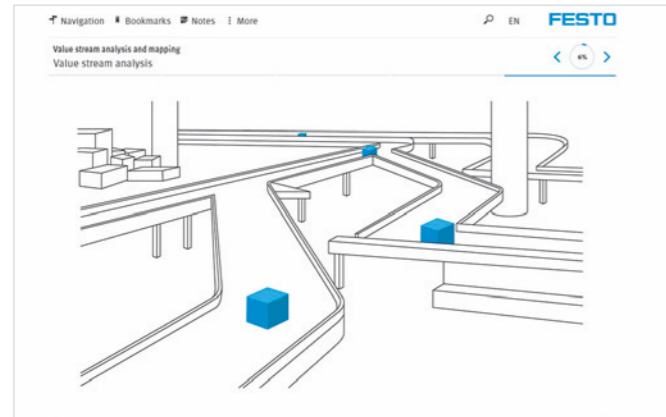 Navigation Bookmarks Notes More EN FESTO
Value stream analysis and mapping
Value stream analysis
6%